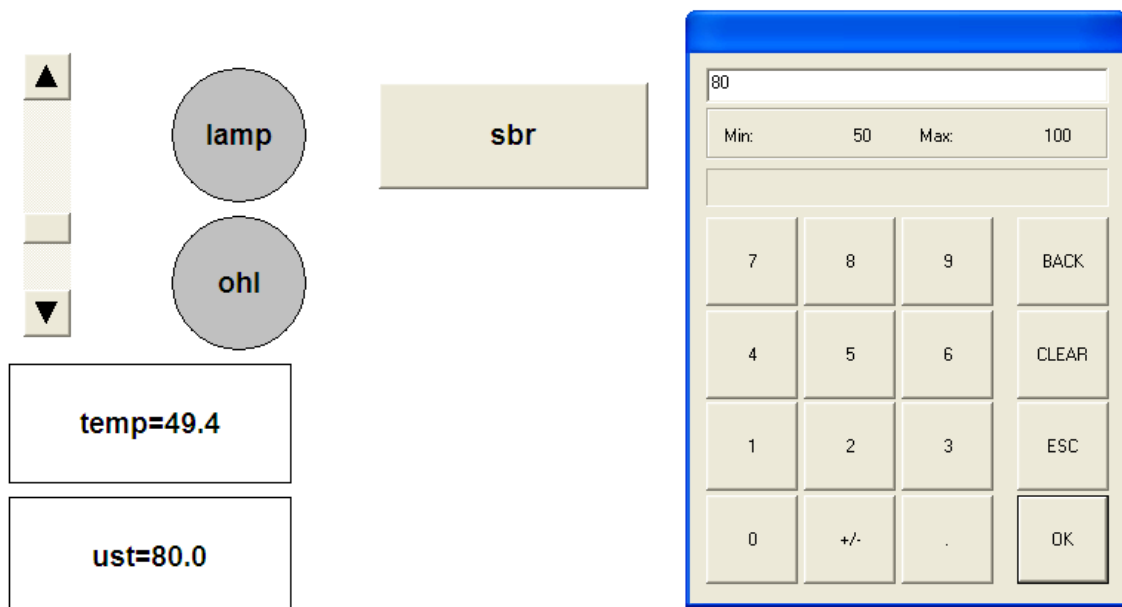 lamp
ohl
sbr
temp=49.4
ust=80.0
80
Min: 50 Max: 100
7 8 9 BACK
4 5 6 CLEAR
1 2 3 ESC
0 +/- . OK